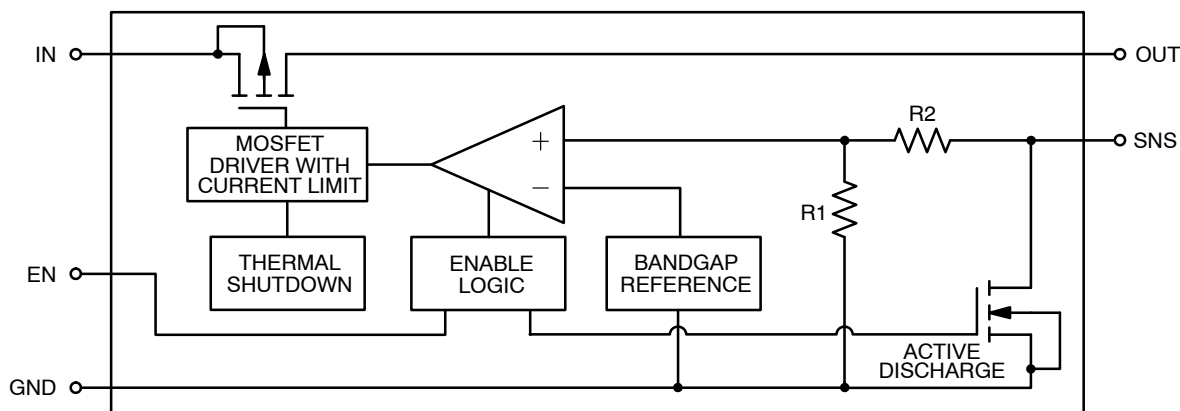 IN
OUT
R2
SNS
MOSFET
DRIVER WITH
CURRENT LIMIT
+
−
R1
THERMAL
SHUTDOWN
ENABLE
LOGIC
BANDGAP
REFERENCE
EN
ACTIVE
DISCHARGE
GND